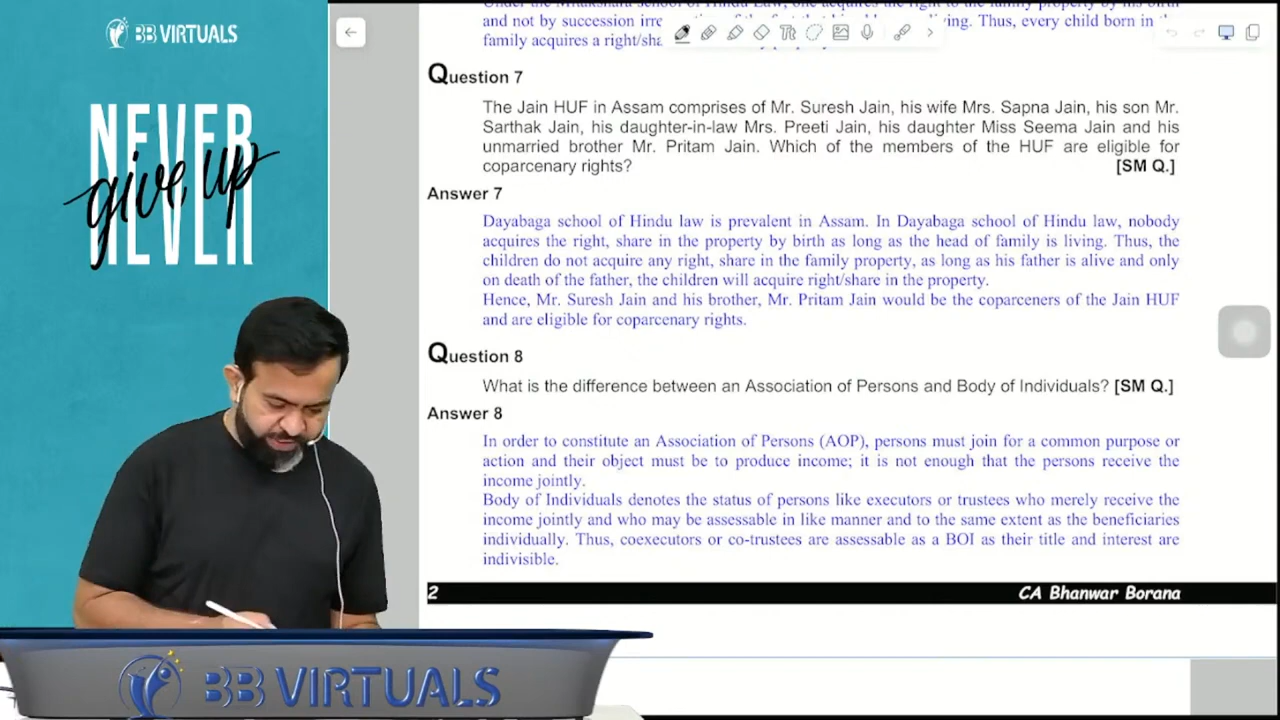 BB VIRTUALS
NEVER
give up
NEVER
and not by succession
Thus, every child born in
family acquires a
Question 7
The Jain HUF in Assam comprises of Mr. Suresh Jain, his wife Mrs. Sapna Jain, his son Mr.
Sarthak Jain, his daughter-in-law Mrs. Preeti Jain, his daughter Miss Seema Jain and his
unmarried brother Mr. Pritam Jain. Which of the members of the HUF are eligible for
coparcenary rights? [SM Q.]
Answer 7
Dayabaga school of Hindu law is prevalent in Assam. In Dayabaga school of Hindu law, nobody
acquires the right, share in the property by birth as long as the head of family is living. Thus, the
children do not acquire any right, share in the family property, as long as his father is alive and only
on death of the father, the children will acquire right/share in the property.
Hence, Mr. Suresh Jain and his brother, Mr. Pritam Jain would be the coparceners of the Jain HUF
and are eligible for coparcenary rights.
Question 8
What is the difference between an Association of Persons and Body of Individuals? [SM Q.]
Answer 8
In order to constitute an Association of Persons (AOP), persons must join for a common purpose or
action and their object must be to produce income; it is not enough that the persons receive the
income jointly.
Body of Individuals denotes the status of persons like executors or trustees who merely receive the
income jointly and who may be assessable in like manner and to the same extent as the beneficiaries
individually. Thus, coexecutors or co-trustees are assessable as a BOI as their title and interest are
indivisible.
2 CA Bhanwar Borana
BB VIRTUALS